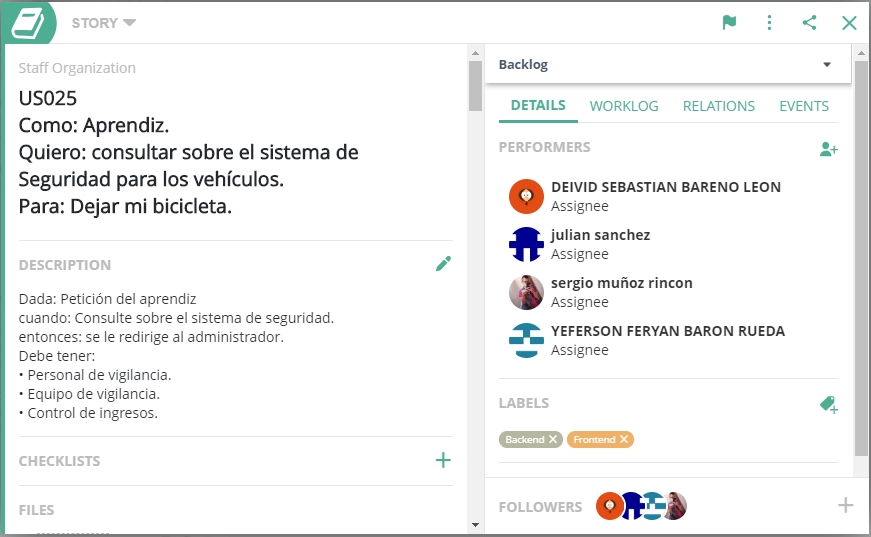 STORY
Staff Organization
US025
Como: Aprendiz.
Quiero: consultar sobre el sistema de
Seguridad para los vehículos.
Para: Dejar mi bicicleta.
DESCRIPTION
Dada: Petición del aprendiz
cuando: Consulte sobre el sistema de seguridad.
entonces: se le redirige al administrador.
Debe tener:
• Personal de vigilancia.
• Equipo de vigilancia.
• Control de ingresos.
CHECKLISTS
FILES
Backlog
DETAILS WORKLOG RELATIONS EVENTS
PERFORMERS
DEIVID SEBASTIAN BARENO LEON
Assignee
julian sanchez
Assignee
sergio muñoz rincon
Assignee
YEFERSON FERYAN BARON RUEDA
Assignee
LABELS
Backend Frontend
FOLLOWERS